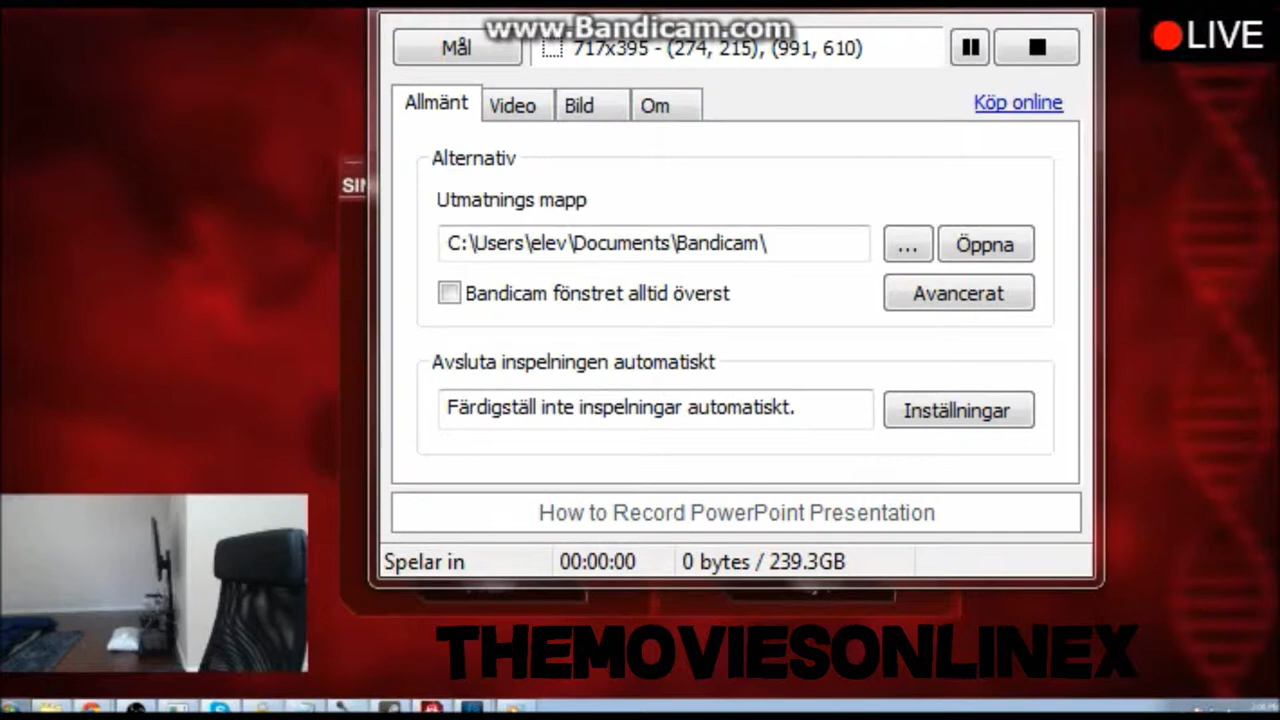 www.Bandicam.com
LIVE
Mål
717x395 - (274, 215), (991, 610)
Allmänt
Video
Bild
Om
Köp online
Alternativ
SIN
Utmatnings mapp
C:\Users\elev\Documents\Bandicam\
...
Öppna
Bandicam fönstret alltid överst
Avancerat
Avsluta inspelningen automatiskt
Färdigställ inte inspelningar automatiskt.
Inställningar
How to Record PowerPoint Presentation
Spelar in
00:00:00
0 bytes / 239.3GB
THEMOVIESONLINEX